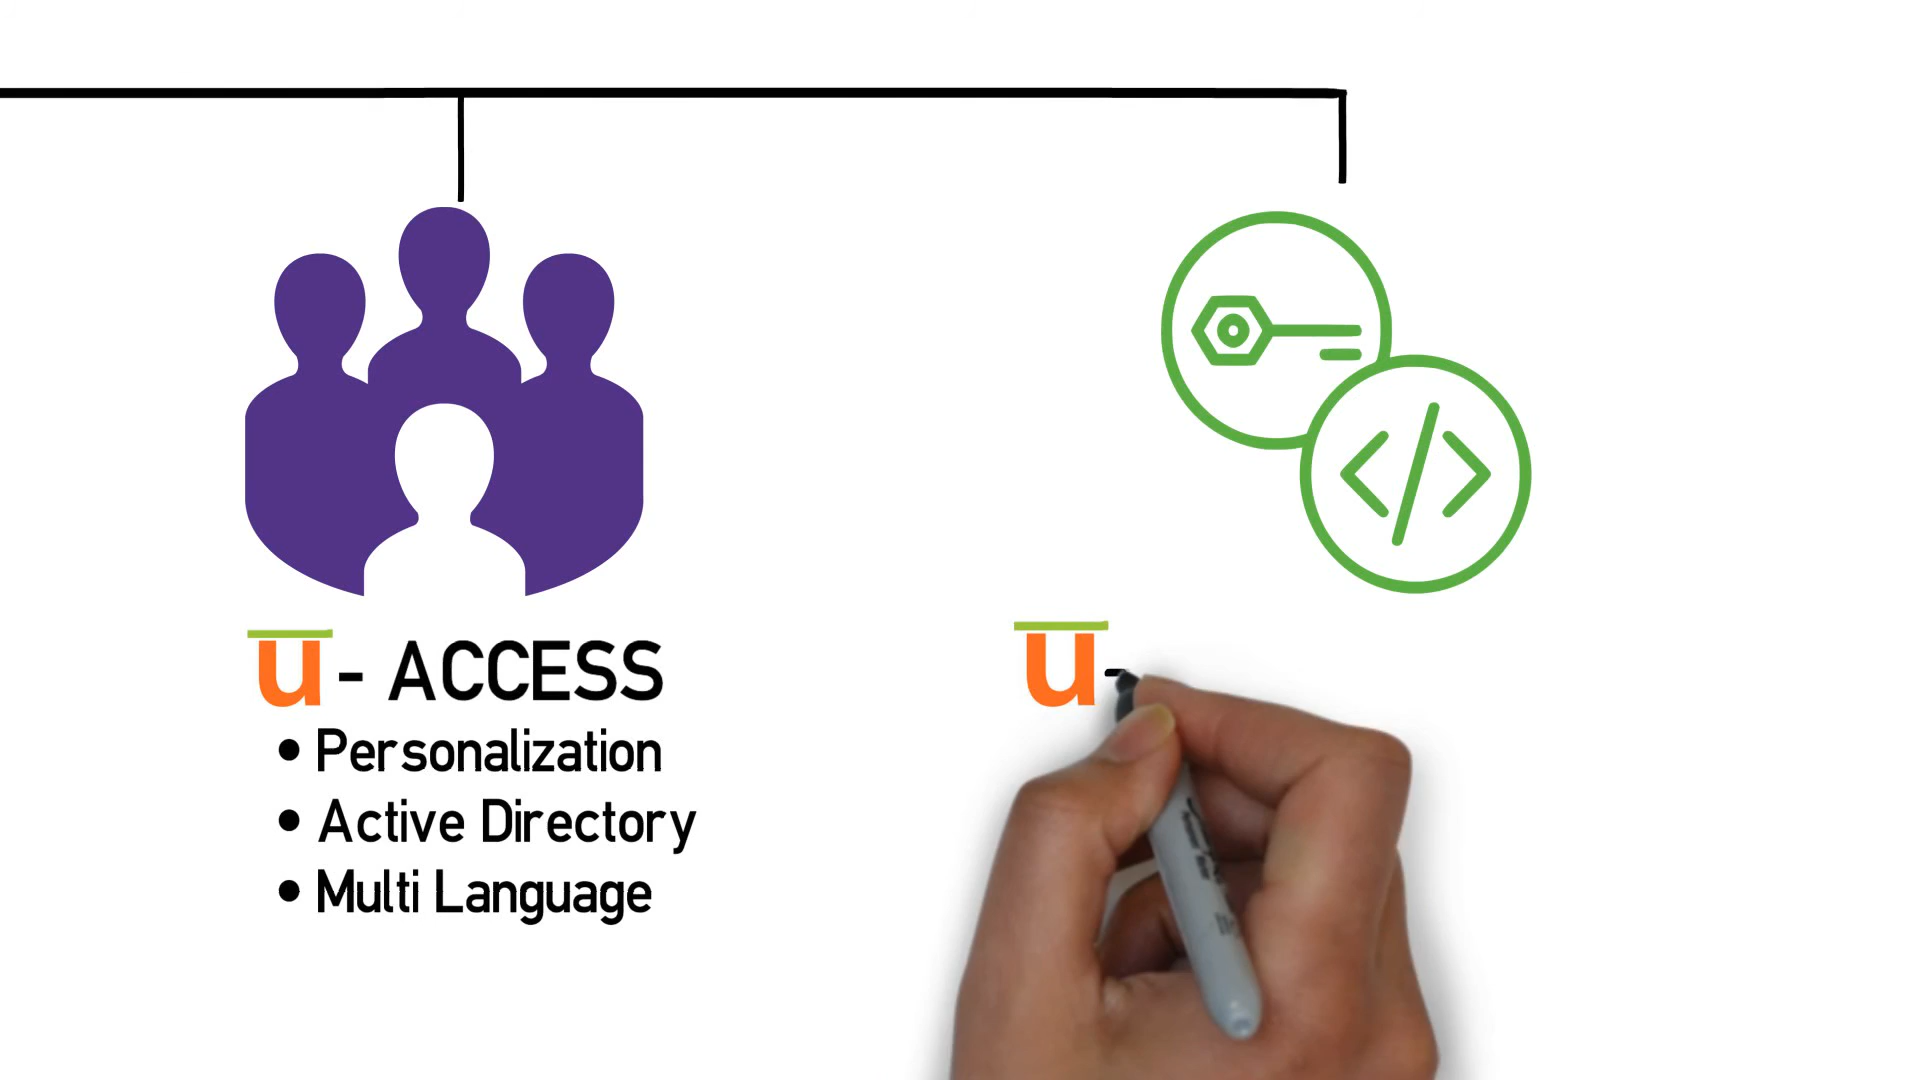 u - ACCESS
• Personalization
• Active Directory
• Multi Language
u-